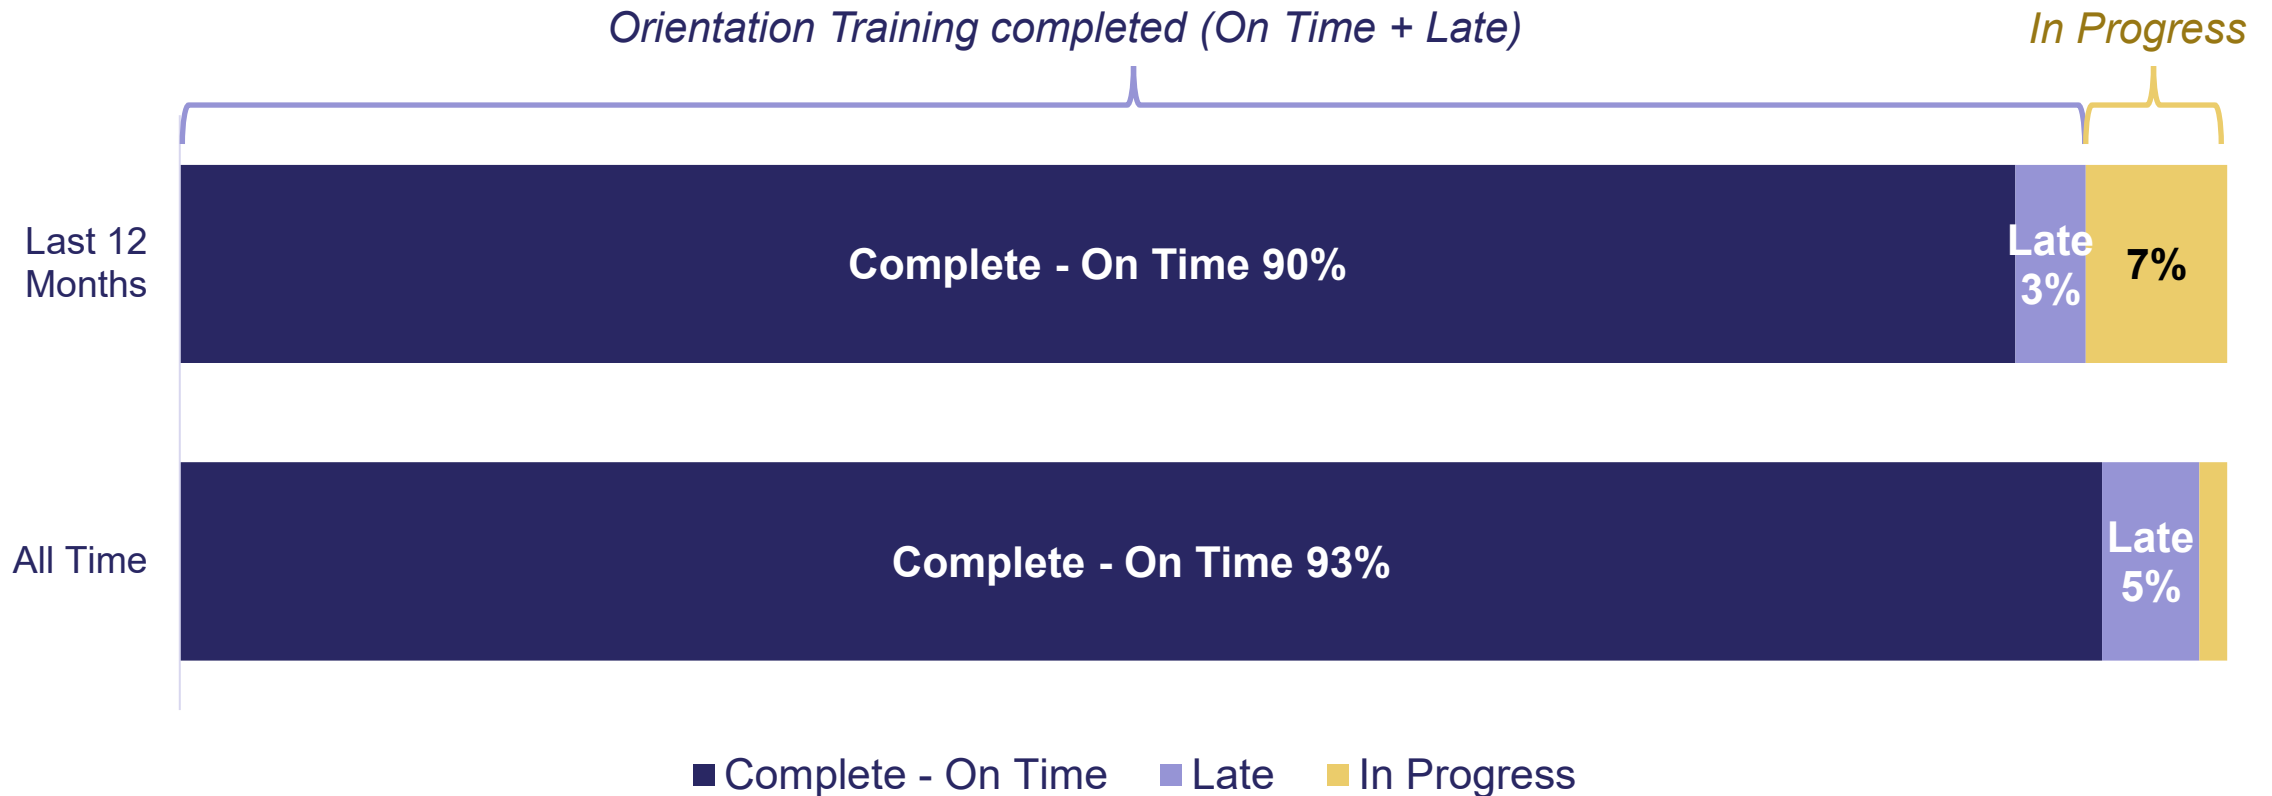 Orientation Training completed (On Time + Late)
In Progress
Last 12
Months
Complete - On Time 90%
Late
3%
7%
All Time
Complete - On Time 93%
Late
5%
Complete - On Time
Late
In Progress